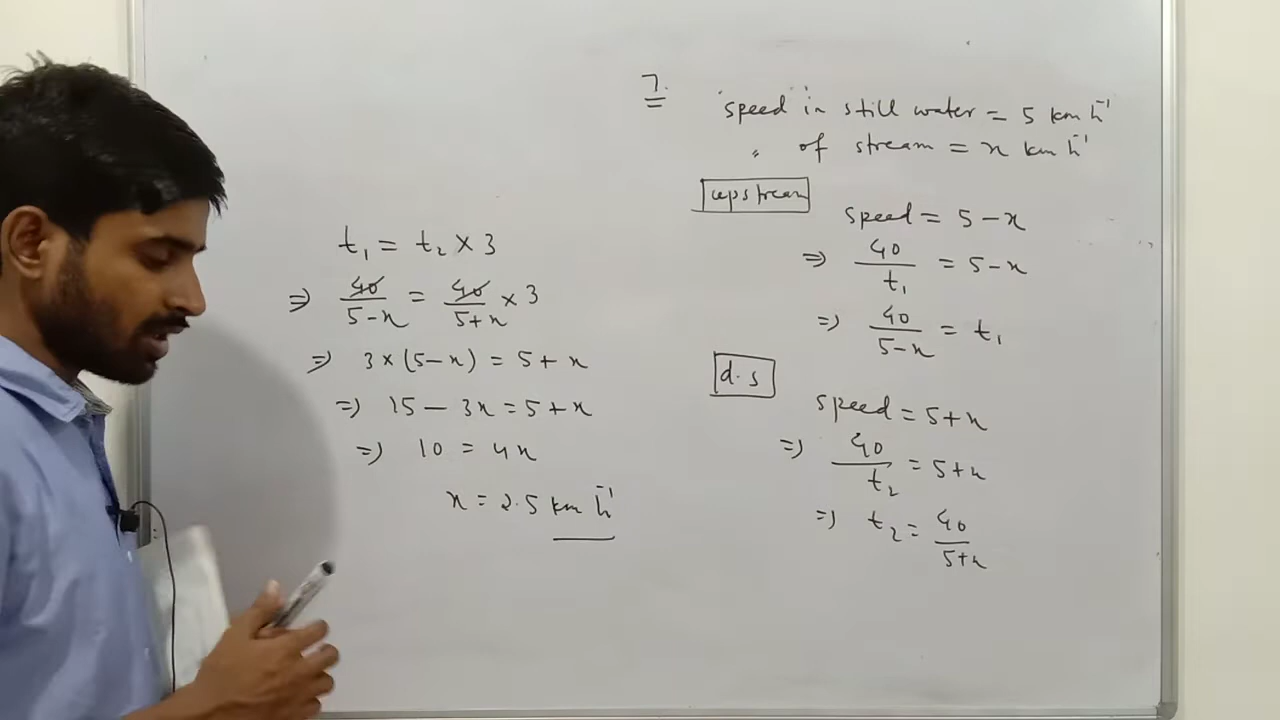 7.
speed in still water = 5 km h⁻¹
" of stream = x km h⁻¹
upstream
speed = 5 - x
⇒ 40/t₁ = 5 - x
⇒ 40/5-x = t₁
d.s
speed = 5 + x
⇒ 40/t₂ = 5 + x
⇒ t₂ = 40/5+x
t₁ = t₂ × 3
⇒ 40/5-x = 40/5+x × 3
⇒ 3 × (5 - x) = 5 + x
⇒ 15 - 3x = 5 + x
⇒ 10 = 4x
x = 2.5 km h⁻¹